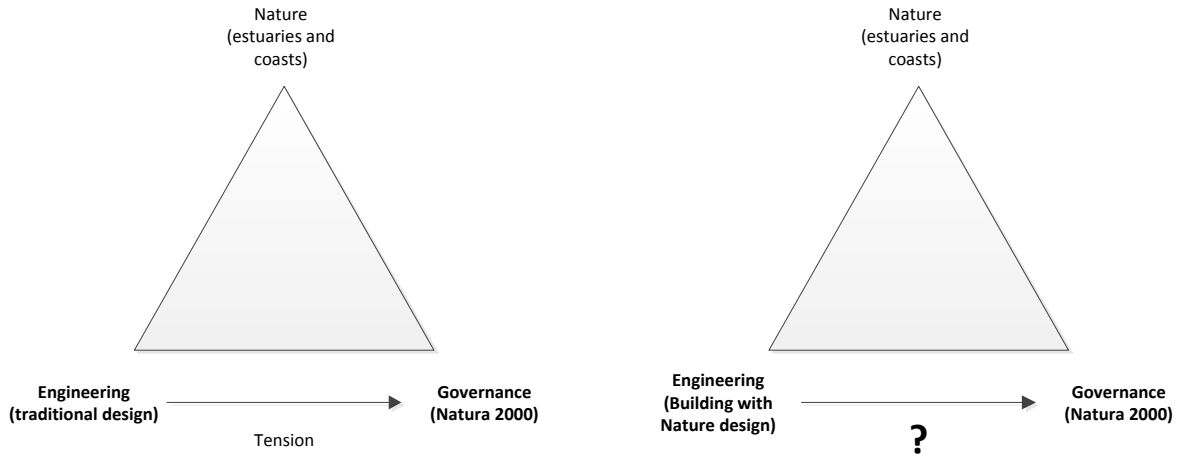 Nature
(estuaries and
coasts)
Engineering
(traditional design)
Governance
(Natura 2000)
Tension
Nature
(estuaries and
coasts)
Engineering
(Building with
Nature design)
Governance
(Natura 2000)
?